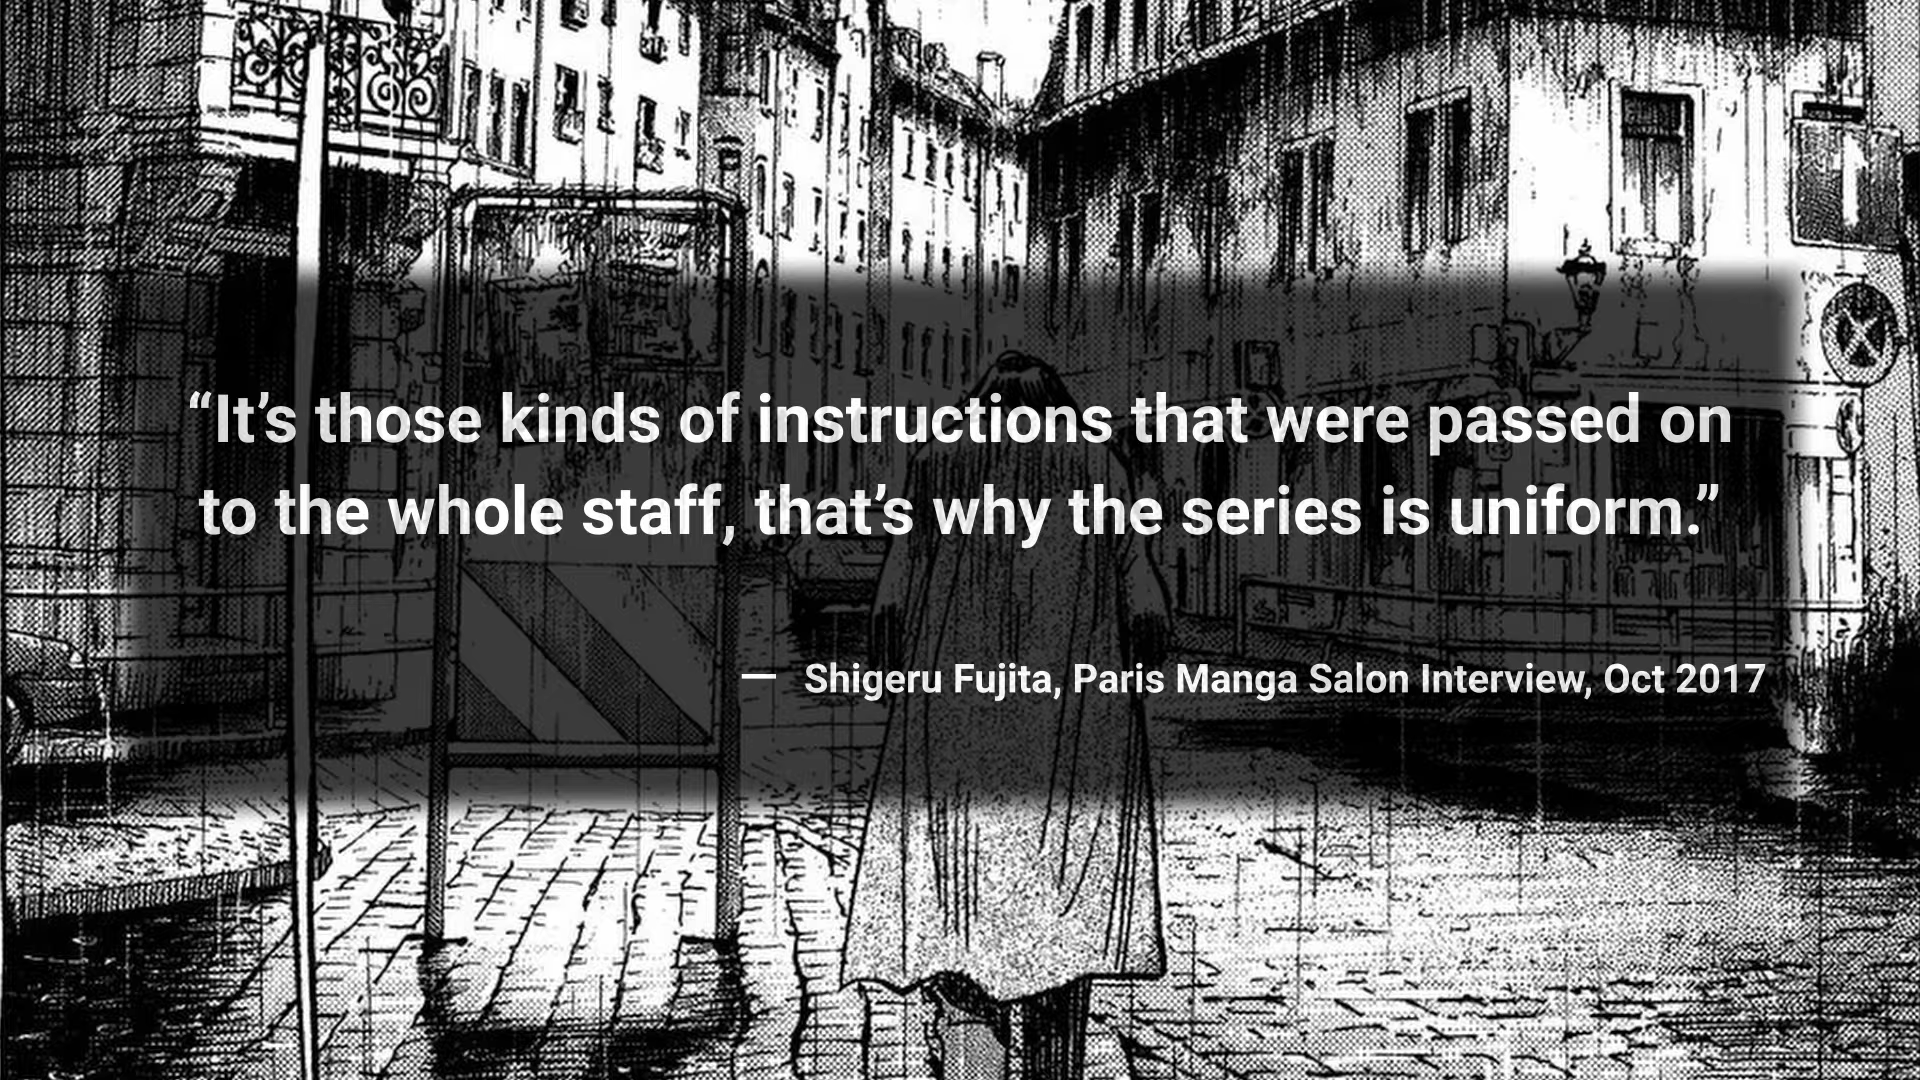 “It’s those kinds of instructions that were passed on
to the whole staff, that’s why the series is uniform.”
— Shigeru Fujita, Paris Manga Salon Interview, Oct 2017